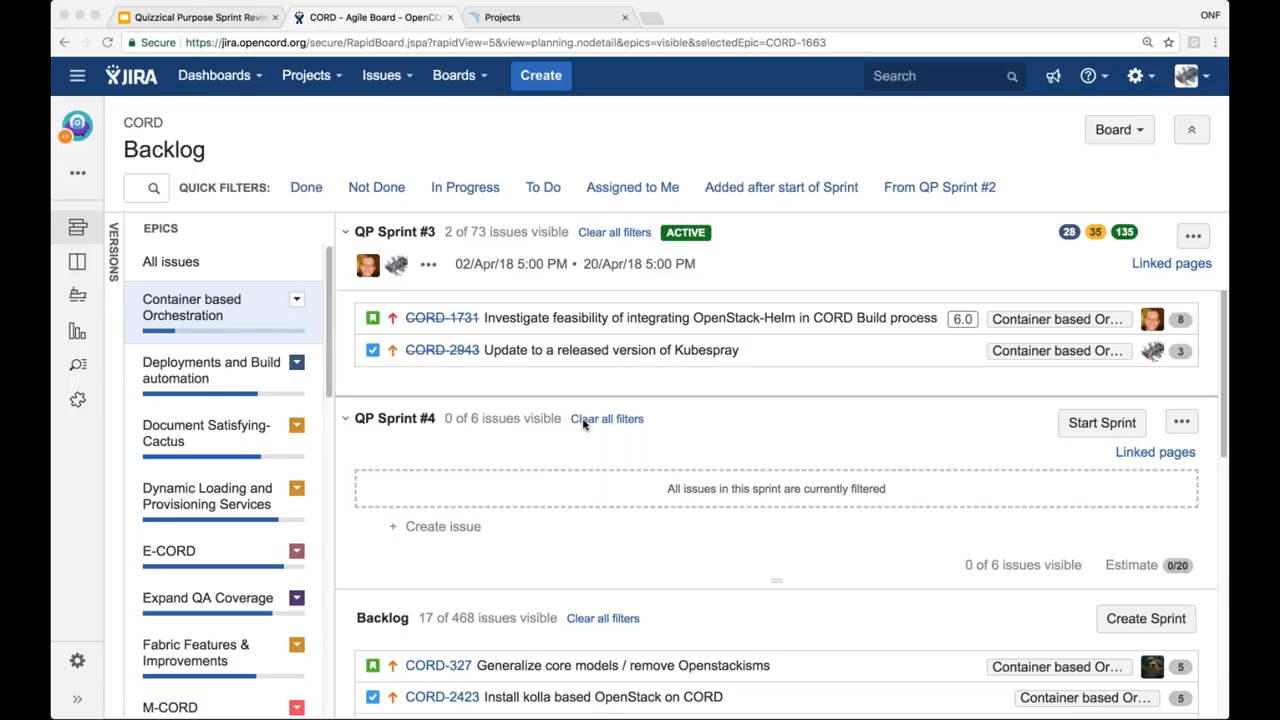 Quizzical Purpose Sprint Revie
CORD - Agile Board - OpenCO
Projects
ONF
Secure
https://jira.opencord.org/secure/RapidBoard.jspa?rapidView=5&view=planning.nodetail&epics=visible&selectedEpic=CORD-1663
JIRA
Dashboards
Projects
Issues
Boards
Create
Search
CORD
Backlog
Board
QUICK FILTERS:
Done
Not Done
In Progress
To Do
Assigned to Me
Added after start of Sprint
From QP Sprint #2
VERSIONS
EPICS
All issues
Container based
Orchestration
Deployments and Build
automation
Document Satisfying-
Cactus
Dynamic Loading and
Provisioning Services
E-CORD
Expand QA Coverage
Fabric Features &
Improvements
M-CORD
QP Sprint #3 2 of 73 issues visible Clear all filters ACTIVE
28 35 135
02/Apr/18 5:00 PM • 20/Apr/18 5:00 PM
Linked pages
CORD-1731 Investigate feasibility of integrating OpenStack-Helm in CORD Build process 6.0 Container based Or... 8
CORD-2943 Update to a released version of Kubespray Container based Or... 3
QP Sprint #4 0 of 6 issues visible Clear all filters
Start Sprint
Linked pages
All issues in this sprint are currently filtered
+ Create issue
0 of 6 issues visible Estimate 0/20
Backlog 17 of 468 issues visible Clear all filters
Create Sprint
CORD-327 Generalize core models / remove Openstackisms Container based Or... 5
CORD-2423 Install kolla based OpenStack on CORD Container based Or... 5